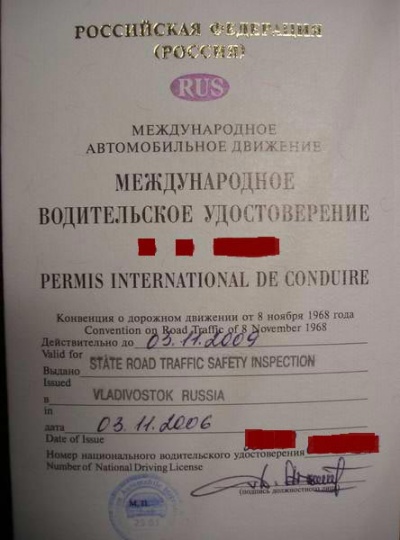 РОССИЙСКАЯ ФЕДЕРАЦИЯ
(РОССИЯ)
RUS
МЕЖДУНАРОДНОЕ
АВТОМОБИЛЬНОЕ ДВИЖЕНИЕ
МЕЖДУНАРОДНОЕ
ВОДИТЕЛЬСКОЕ УДОСТОВЕРЕНИЕ
PERMIS INTERNATIONAL DE CONDUIRE
Конвенция о дорожном движении от 8 ноября 1968 года
Convention on Road Traffic of 8 November 1968
Действительно до 03.11.2009
Valid for
STATE ROAD TRAFFIC SAFETY INSPECTION
Выдано
Issued
в VLADIVOSTOK RUSSIA
in
дата 03.11.2006
Date of Issue
Номер национального водительского удостоверения
Number of National Driving License
(подпись должностного лица)
М.П.